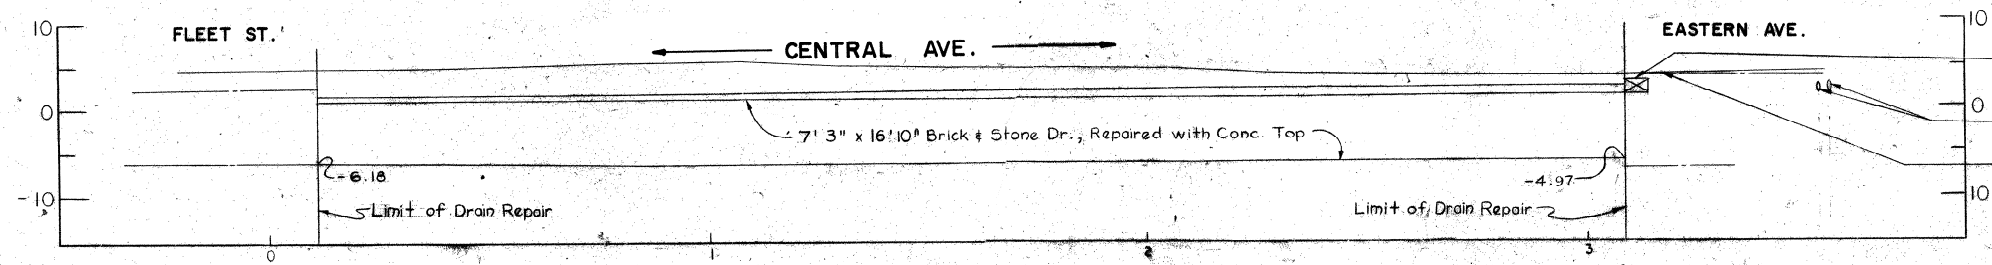 10 FLEET ST. CENTRAL AVE. EASTERN AVE. 10
0 7' 3" x 16' 10" Brick & Stone Dr., Repaired with Conc. Top 0
-6.18 -4.97
-10 Limit of Drain Repair Limit of Drain Repair 10
0 1 2 3